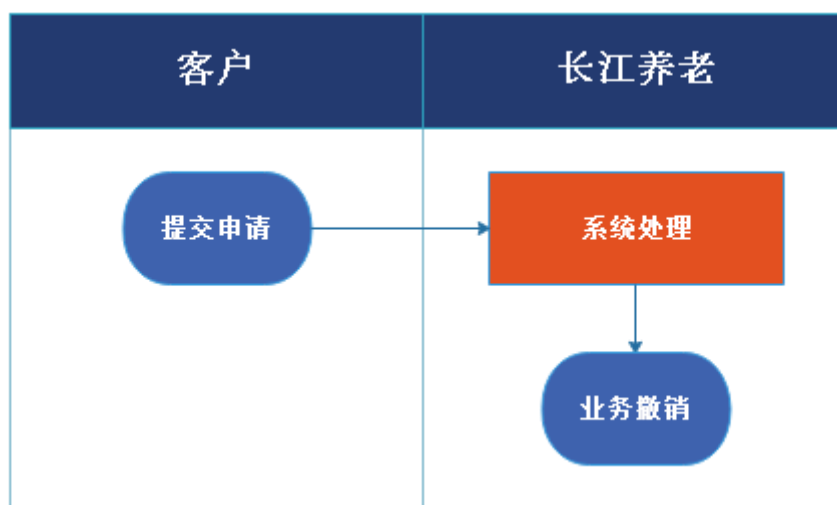 客户
长江养老
提交申请
系统处理
业务撤销